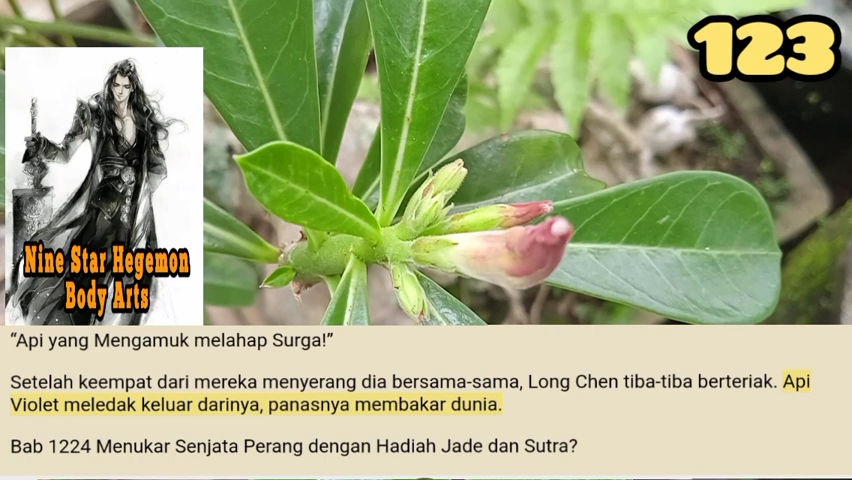 123
Nine Star Hegemon
Body Arts
“Api yang Mengamuk melahap Surga!”
Setelah keempat dari mereka menyerang dia bersama-sama, Long Chen tiba-tiba berteriak. Api
Violet meledak keluar darinya, panasnya membakar dunia.
Bab 1224 Menukar Senjata Perang dengan Hadiah Jade dan Sutra?